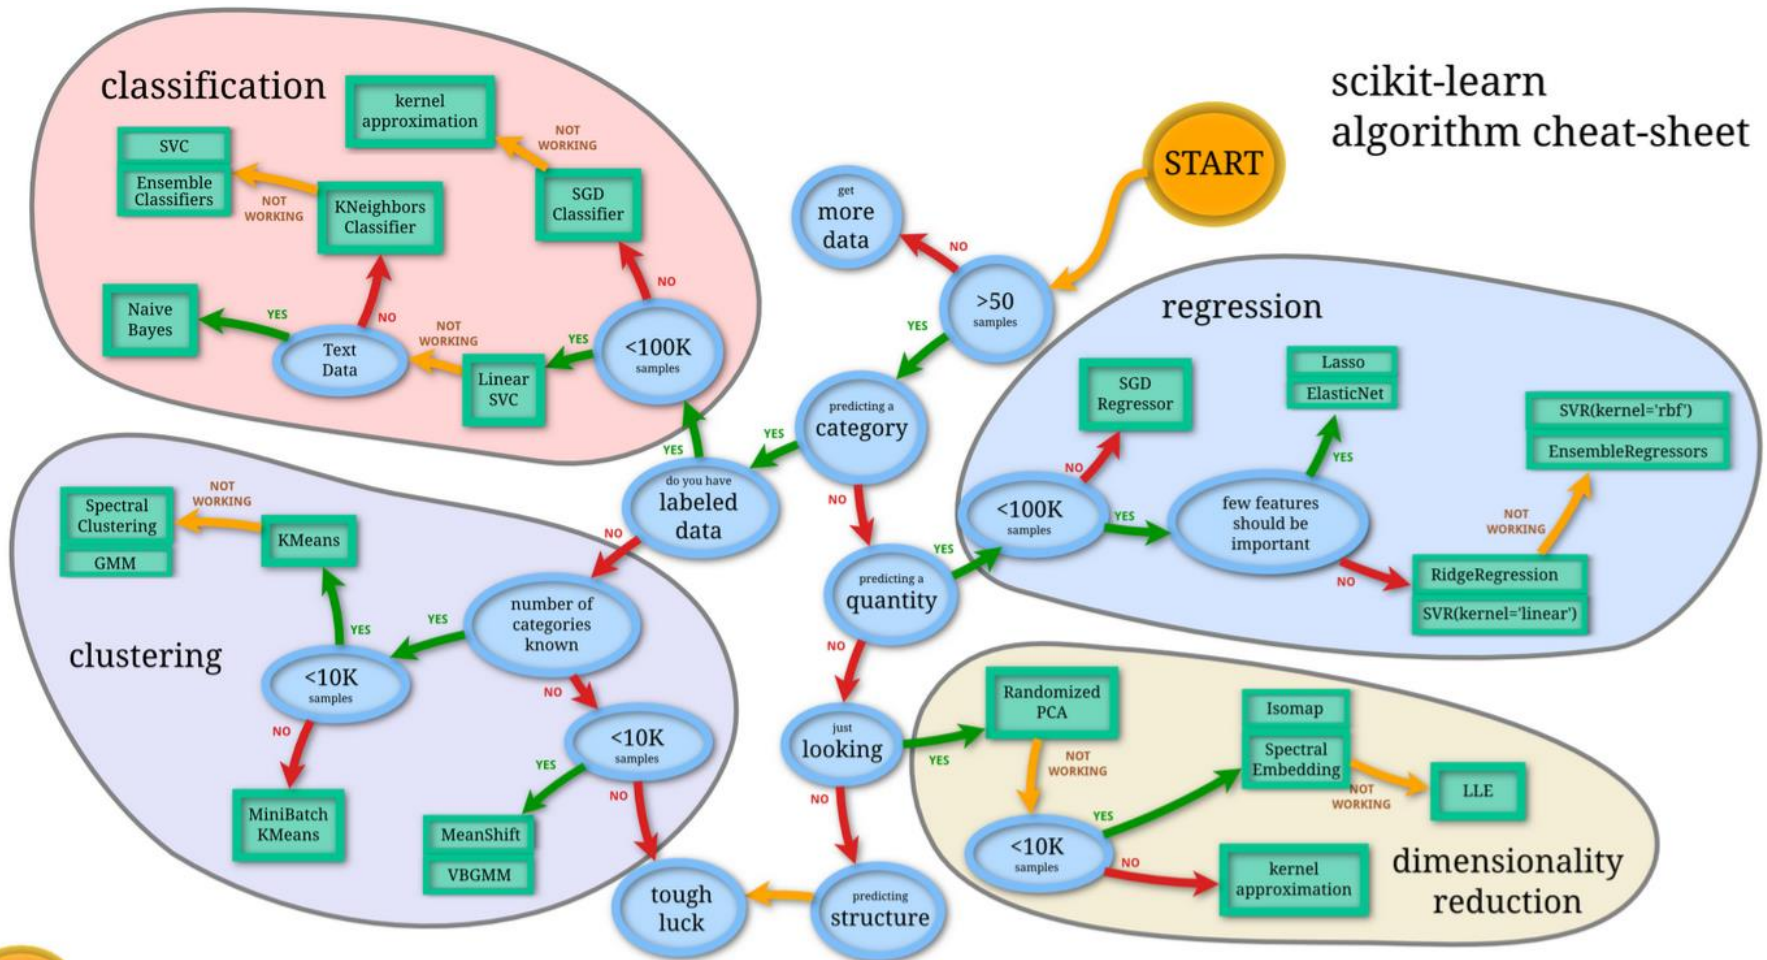 scikit-learn
algorithm cheat-sheet
START
classification
kernel
approximation
NOT
WORKING
SVC
Ensemble
Classifiers
NOT
WORKING
KNeighbors
Classifier
SGD
Classifier
NO
Naive
Bayes
YES
NO
Text
Data
NOT
WORKING
Linear
SVC
YES
<100K
samples
YES
get
more
data
NO
>50
samples
YES
predicting a
category
YES
do you have
labeled
data
NO
NO
predicting a
quantity
YES
NO
just
looking
YES
NO
predicting
structure
tough
luck
regression
SGD
Regressor
NO
<100K
samples
YES
Lasso
ElasticNet
YES
few features
should be
important
NO
SVR(kernel='rbf')
EnsembleRegressors
NOT
WORKING
RidgeRegression
SVR(kernel='linear')
clustering
Spectral
Clustering
GMM
NOT
WORKING
KMeans
YES
<10K
samples
NO
MiniBatch
KMeans
YES
number of
categories
known
NO
<10K
samples
YES
NO
MeanShift
VBGMM
dimensionality
reduction
Randomized
PCA
NOT
WORKING
<10K
samples
YES
NO
Isomap
Spectral
Embedding
NOT
WORKING
LLE
kernel
approximation